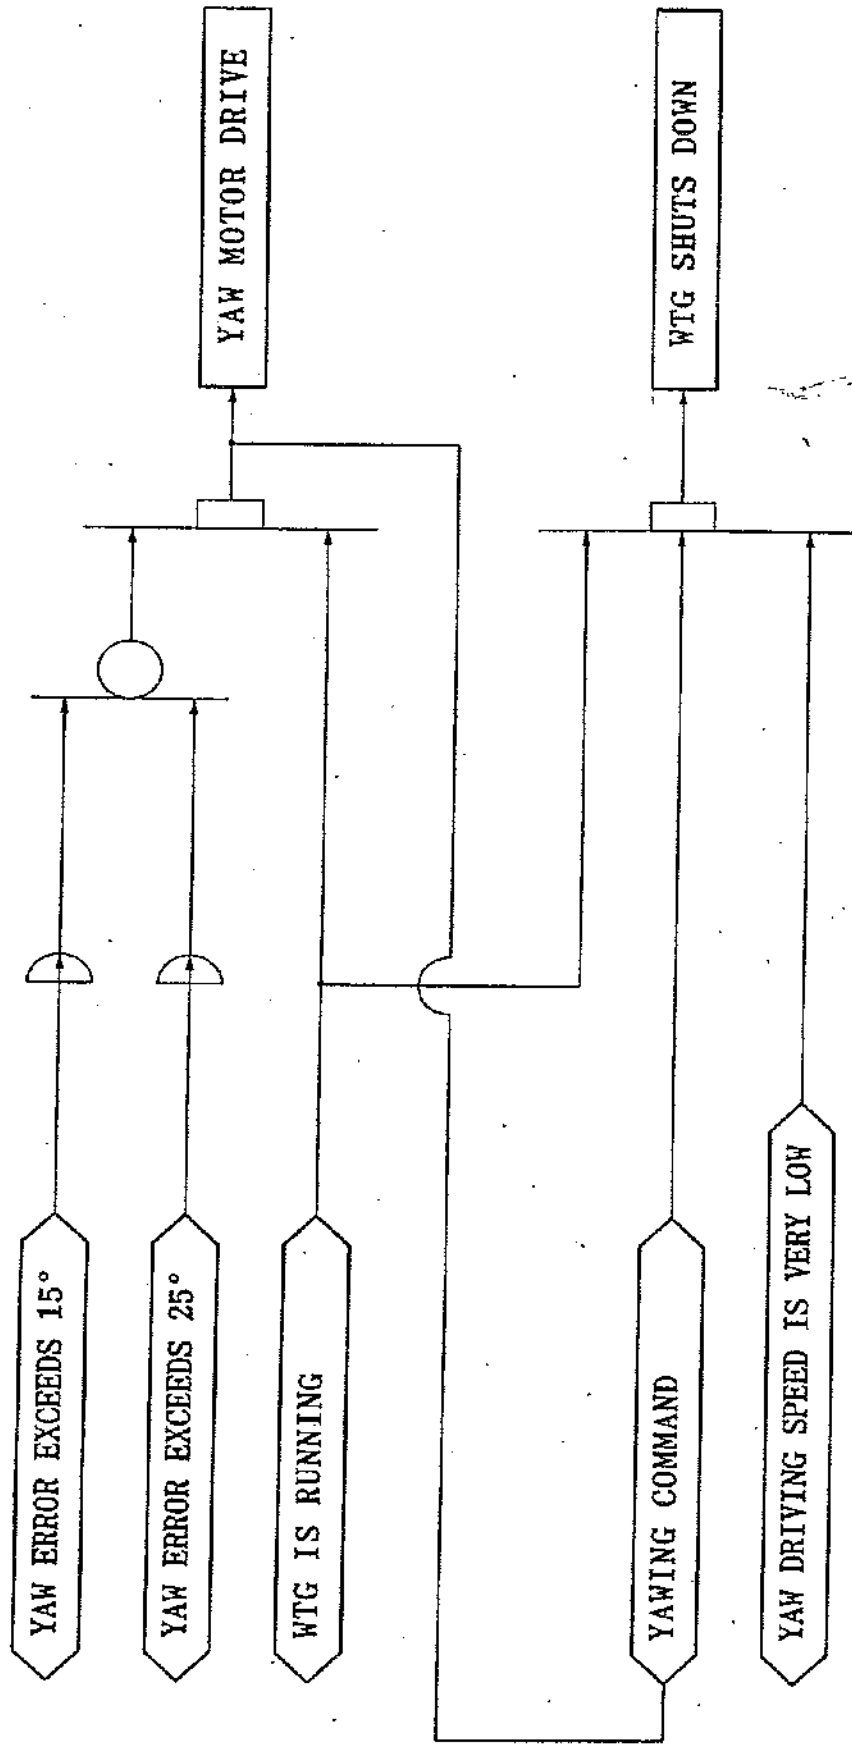 YAW ERROR EXCEEDS 15°
YAW ERROR EXCEEDS 25°
WTG IS RUNNING
YAWING COMMAND
YAW DRIVING SPEED IS VERY LOW
YAW MOTOR DRIVE
WTG SHUTS DOWN